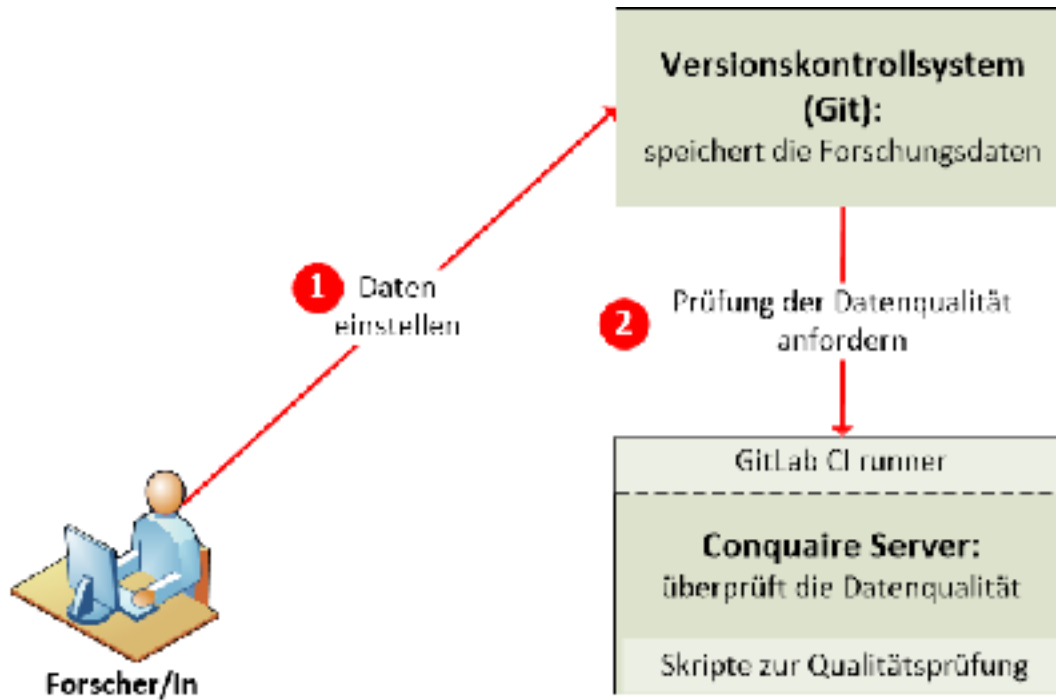 Versionskontrollsystem
(Git):
speichert die Forschungsdaten
1 Daten
einstellen
2 Prüfung der Datenqualität
anfordern
GitLab CI runner
Conquaire Server:
überprüft die Datenqualität
Skripte zur Qualitätsprüfung
Forscher/In